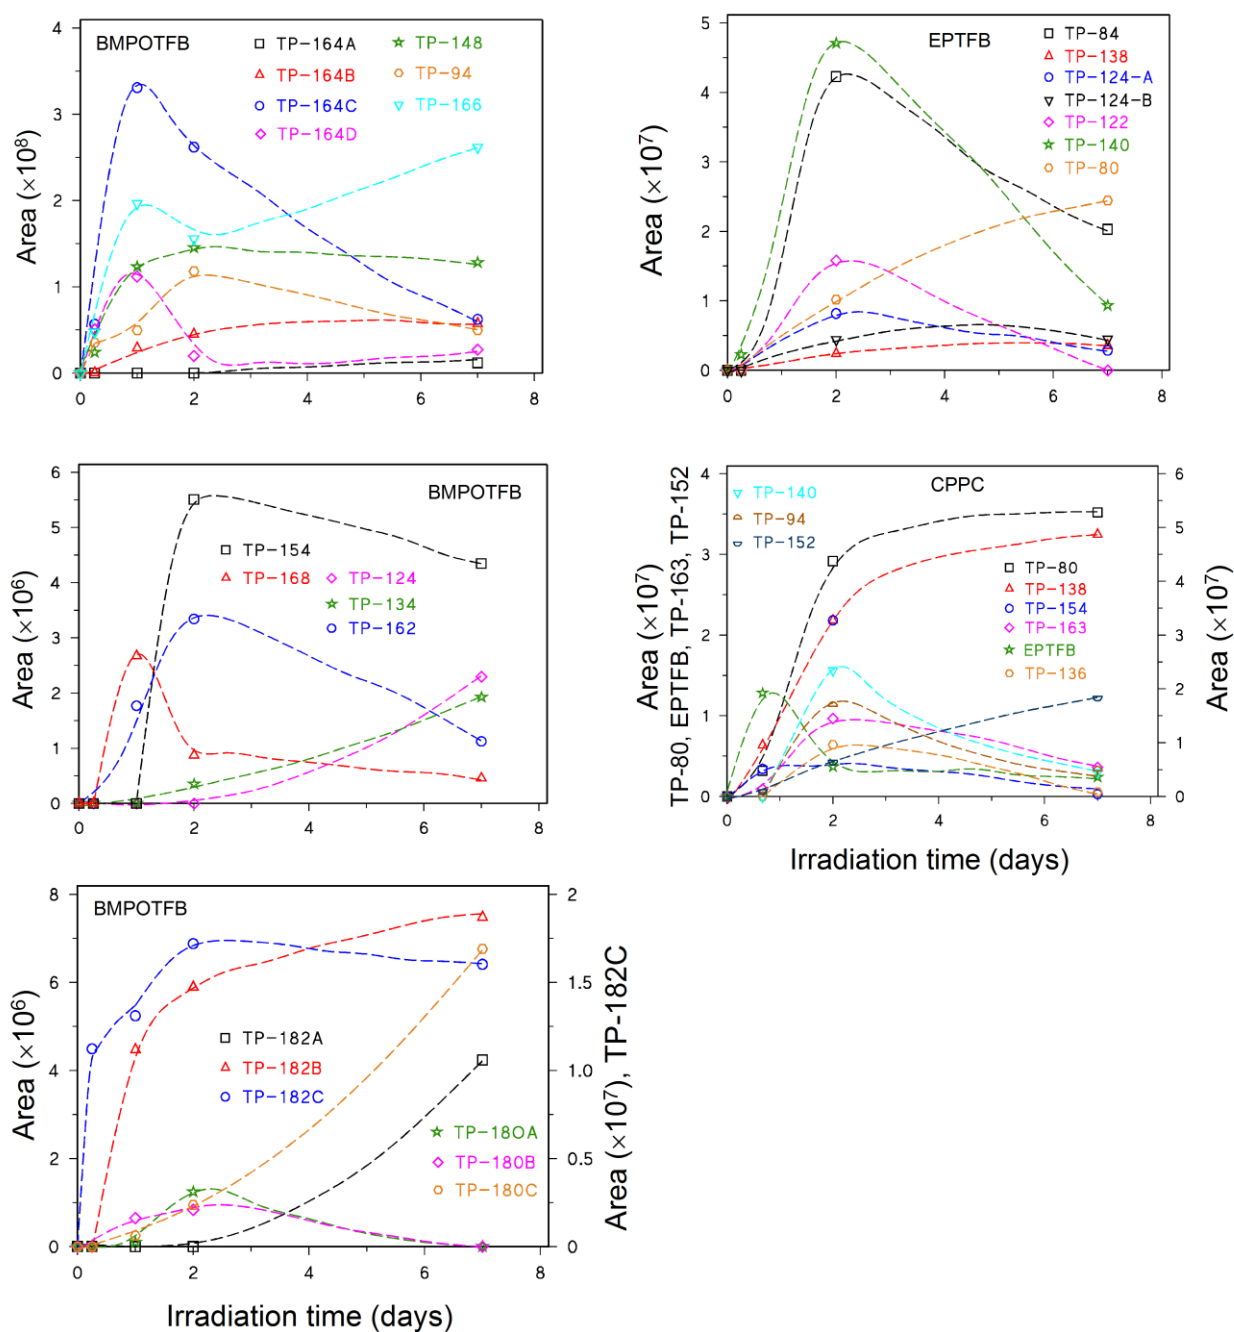 BMPOTFB
TP-164A
TP-164B
TP-164C
TP-164D
TP-148
TP-94
TP-166
Area (×10⁸)
0 1 2 3 4
0 2 4 6 8
EPTFB
TP-84
TP-138
TP-124-A
TP-124-B
TP-122
TP-140
TP-80
Area (×10⁷)
0 1 2 3 4 5
0 2 4 6 8
BMPOTFB
TP-154
TP-168
TP-124
TP-134
TP-162
Area (×10⁶)
0 1 2 3 4 5 6
0 2 4 6 8
CPPC
TP-140
TP-94
TP-152
TP-80
TP-138
TP-154
TP-163
EPTFB
TP-136
Area (×10⁷)
TP-80, EPTFB, TP-163, TP-152
0 1 2 3 4
Area (×10⁷)
0 1 2 3 4 5 6
0 2 4 6 8
Irradiation time (days)
BMPOTFB
TP-182A
TP-182B
TP-182C
TP-180A
TP-180B
TP-180C
Area (×10⁶)
0 2 4 6 8
Area (×10⁷), TP-182C
0 0.5 1.0 1.5 2
0 2 4 6 8
Irradiation time (days)